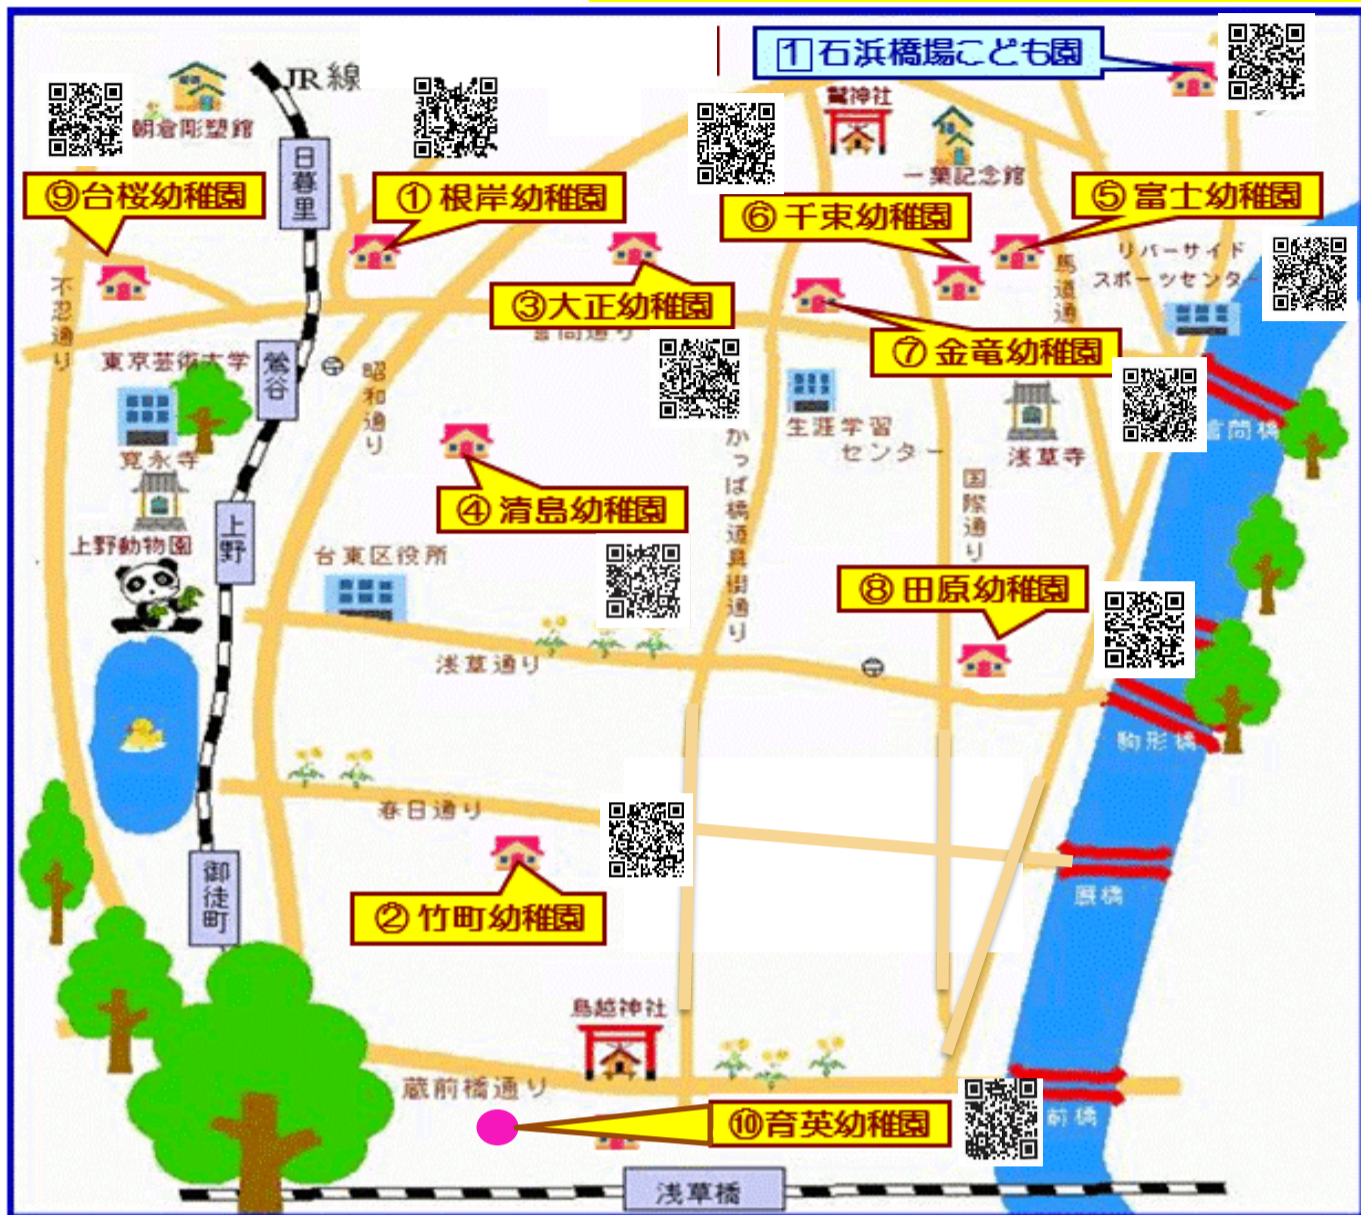 1 石浜橋場こども園
JR線
鷲神社
朝倉彫塑館
日暮里
一葉記念館
⑨台桜幼稚園
① 根岸幼稚園
⑤ 富士幼稚園
⑥ 千束幼稚園
リバーサイド
スポーツセンター
馬道通
不忍通り
③大正幼稚園
言問通り
⑦ 金竜幼稚園
東京芸術大学
鶯谷
昭和通り
生涯学習
センター
浅草寺
言問橋
寛永寺
かっぱ橋道具街通り
国際通り
④ 清島幼稚園
上野
上野動物園
台東区役所
⑧ 田原幼稚園
浅草通り
駒形橋
春日通り
御徒町
厩橋
② 竹町幼稚園
鳥越神社
蔵前橋通り
前橋
⑩育英幼稚園
浅草橋